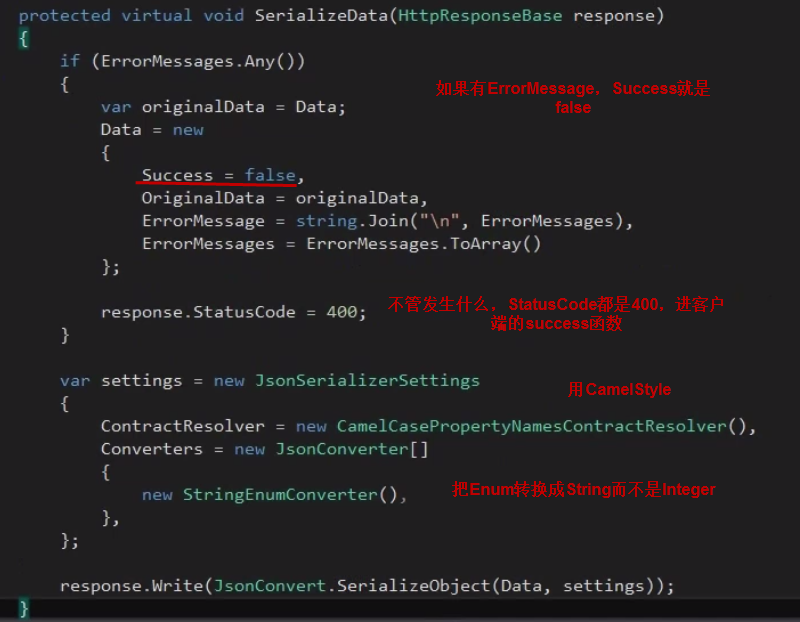 protected virtual void SerializeData(HttpResponseBase response)
{
if (ErrorMessages.Any())
{
如果有ErrorMessage，Success就是
false
var originalData = Data;
Data = new
{
Success = false,
OriginalData = originalData,
ErrorMessage = string.Join("\n", ErrorMessages),
ErrorMessages = ErrorMessages.ToArray()
};
response.StatusCode = 400;
不管发生什么，StatusCode都是400，进客户
端的success函数
}
var settings = new JsonSerializerSettings
用CamelStyle
{
ContractResolver = new CamelCasePropertyNamesContractResolver(),
Converters = new JsonConverter[]
{
new StringEnumConverter(),
把Enum转换成String而不是Integer
},
};
response.Write(JsonConvert.SerializeObject(Data, settings));
}